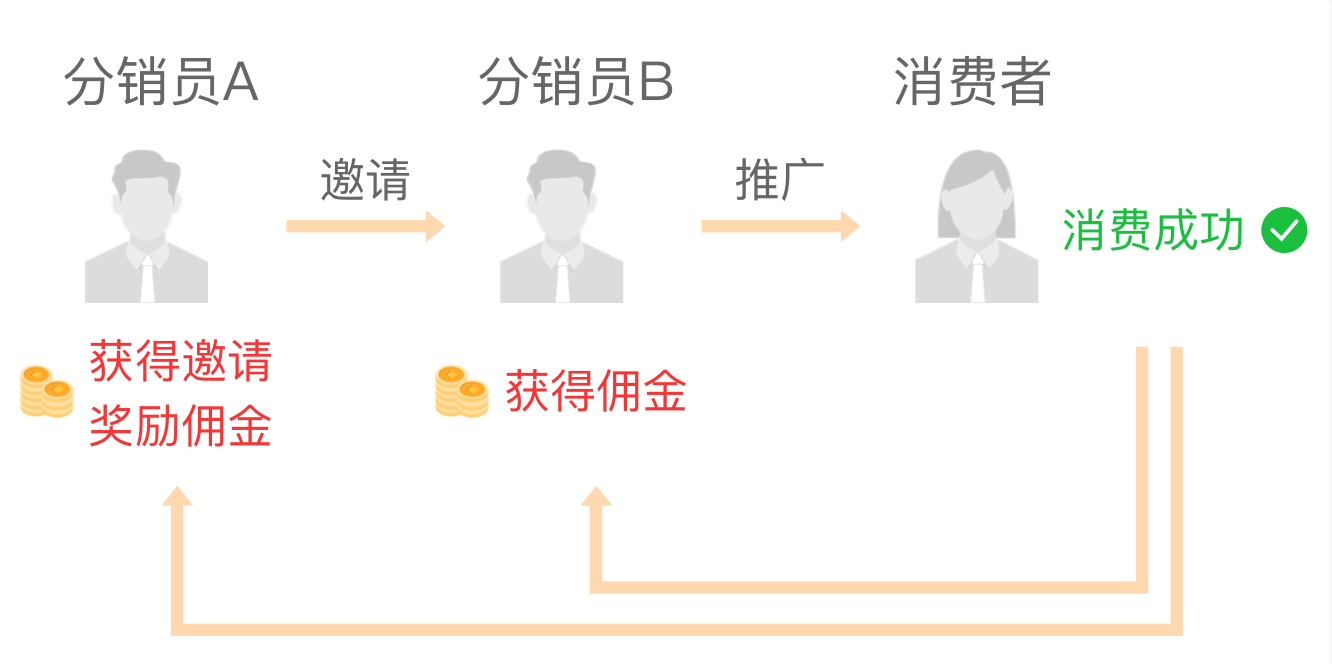 分销员A
分销员B
消费者
邀请
推广
消费成功
获得邀请
奖励佣金
获得佣金